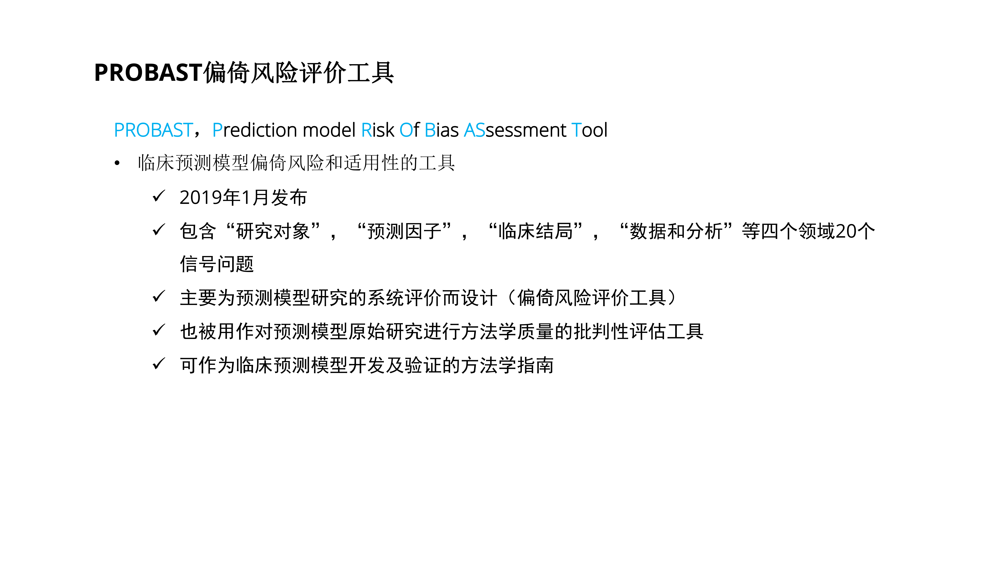 PROBAST偏倚风险评价工具
PROBAST，Prediction model Risk Of Bias ASsessment Tool
• 临床预测模型偏倚风险和适用性的工具
✓ 2019年1月发布
✓ 包含“研究对象”，“预测因子”，“临床结局”，“数据和分析”等四个领域20个
信号问题
✓ 主要为预测模型研究的系统评价而设计（偏倚风险评价工具）
✓ 也被用作对预测模型原始研究进行方法学质量的批判性评估工具
✓ 可作为临床预测模型开发及验证的方法学指南